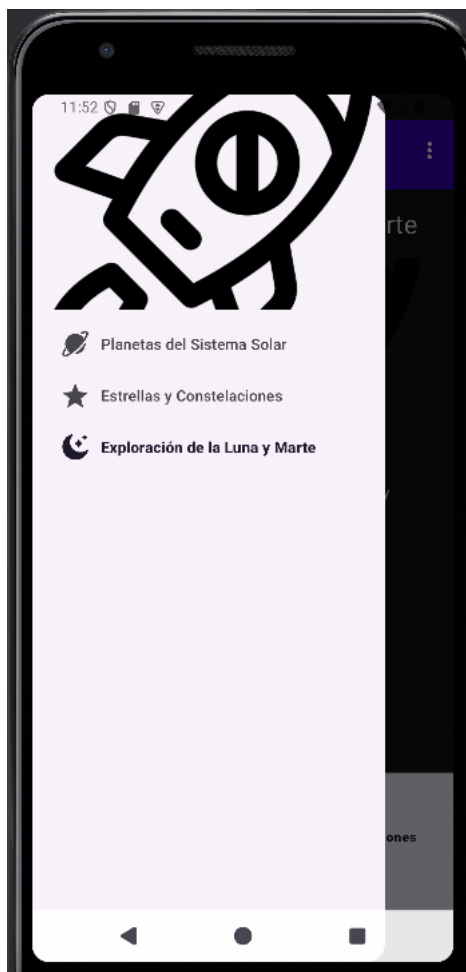 11:52
rte
Planetas del Sistema Solar
Estrellas y Constelaciones
Exploración de la Luna y Marte
y
ones